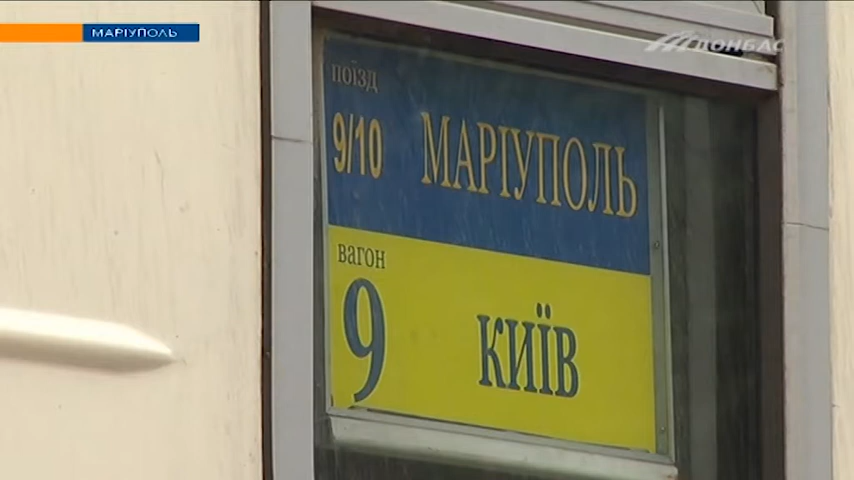 МАРІУПОЛЬ
ДОНБАС
поїзд
9/10 МАРІУПОЛЬ
вагон
9 КИЇВ